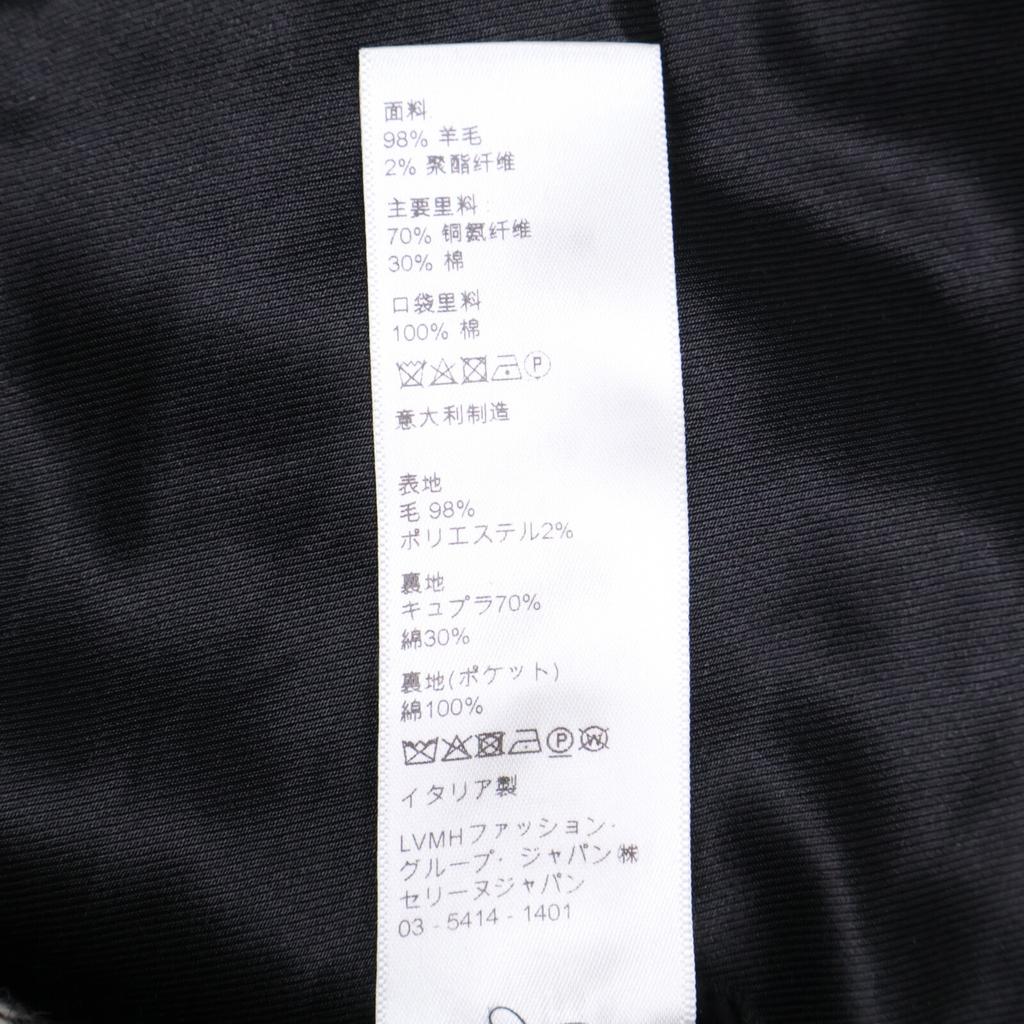 面料
98% 羊毛
2% 聚酯纤维
主要里料:
70% 铜氨纤维
30% 棉
口袋里料
100% 棉
P
意大利制造
表地
毛 98%
ポリエステル2%
裏地
キュプラ70%
綿30%
裏地(ポケット)
綿100%
P W
イタリア製
LVMHファッション・
グループ・ジャパン㈱
セリーヌジャパン
03 - 5414 - 1401